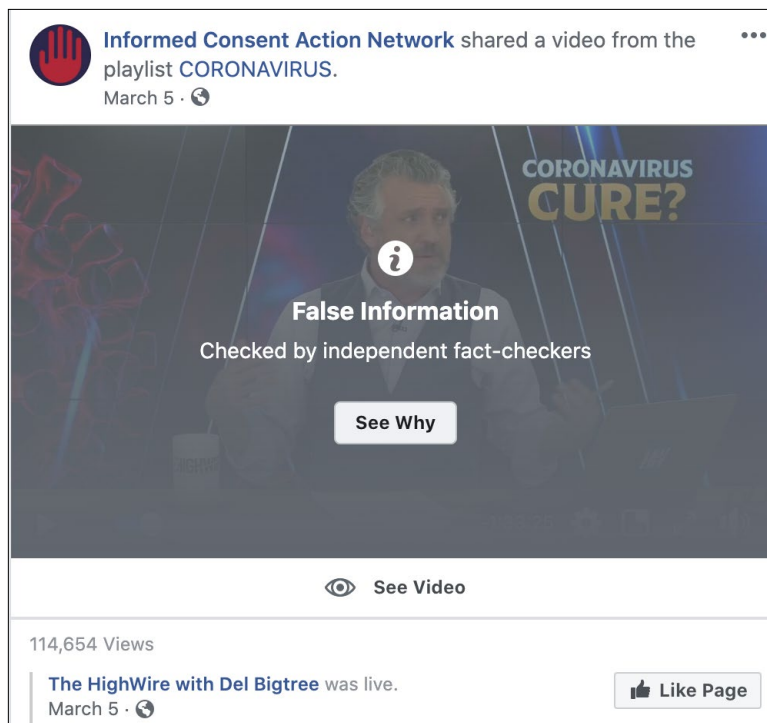 Informed Consent Action Network shared a video from the
playlist CORONAVIRUS.
March 5 ·
CORONAVIRUS
CURE?
False Information
Checked by independent fact-checkers
See Why
See Video
114,654 Views
The HighWire with Del Bigtree was live.
March 5 ·
Like Page